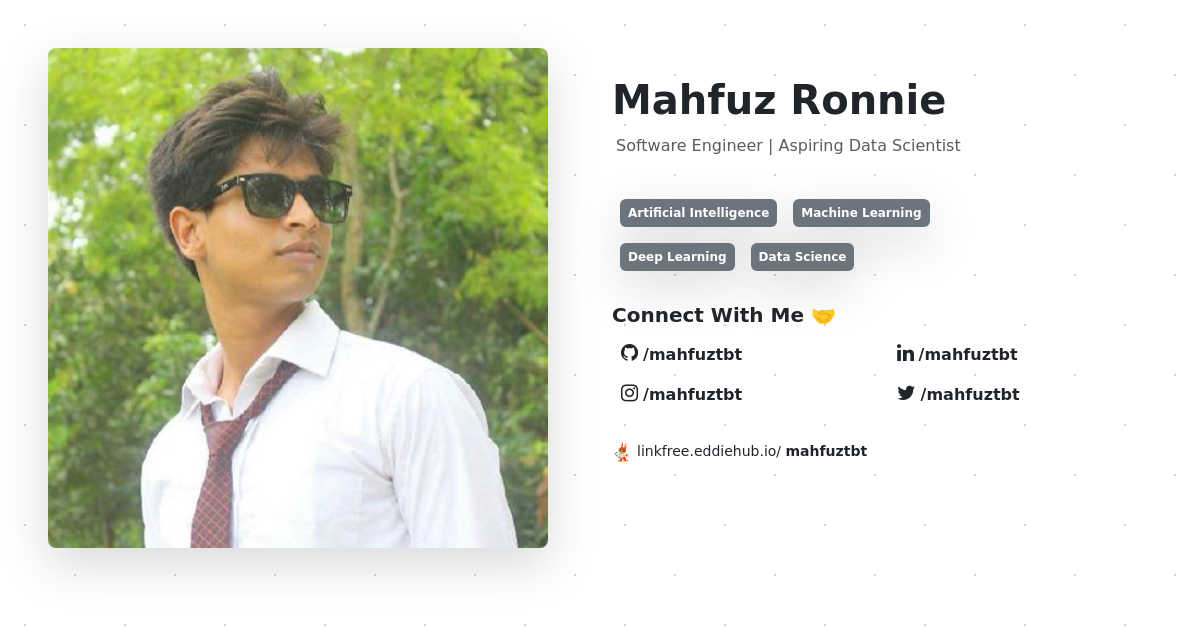 Mahfuz Ronnie
Software Engineer | Aspiring Data Scientist
Artificial Intelligence Machine Learning
Deep Learning Data Science
Connect With Me 🤝
/mahfuztbt /mahfuztbt
/mahfuztbt /mahfuztbt
linkfree.eddiehub.io/ mahfuztbt